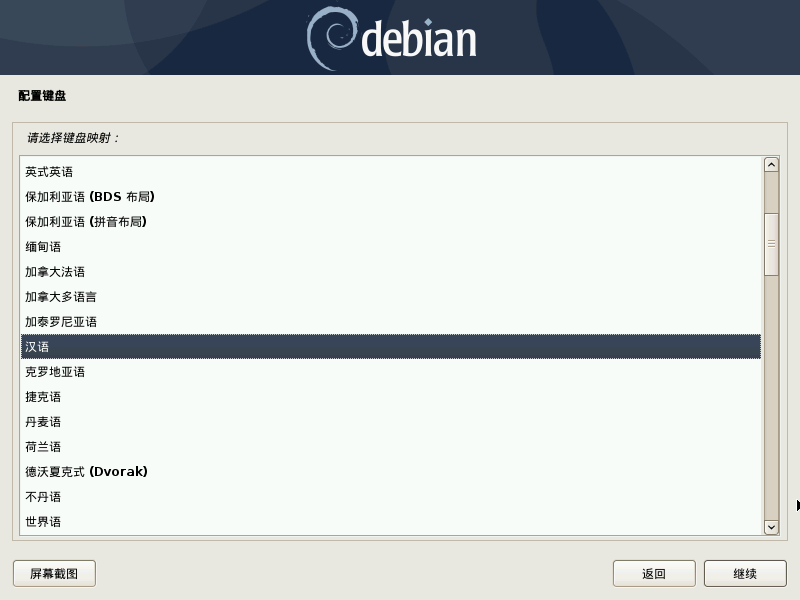 debian
配置键盘
请选择键盘映射：
英式英语
保加利亚语 (BDS 布局)
保加利亚语 (拼音布局)
缅甸语
加拿大法语
加拿大多语言
加泰罗尼亚语
汉语
克罗地亚语
捷克语
丹麦语
荷兰语
德沃夏克式 (Dvorak)
不丹语
世界语
屏幕截图
返回
继续